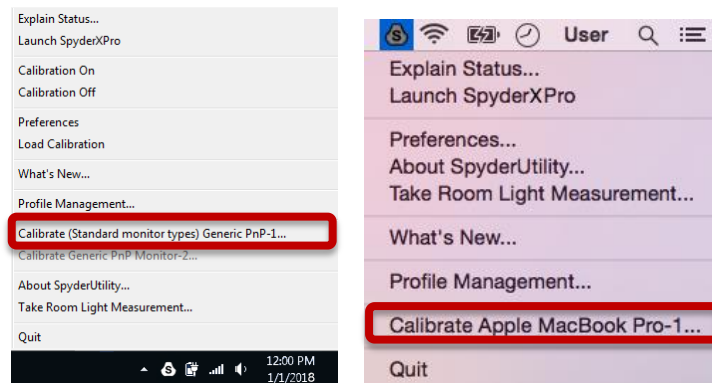 Explain Status...
Launch SpyderXPro
Calibration On
Calibration Off
Preferences
Load Calibration
What's New...
Profile Management...
Calibrate (Standard monitor types) Generic PnP-1...
Calibrate Generic PnP Monitor-2...
About SpyderUtility...
Take Room Light Measurement...
Quit
12:00 PM
1/1/2018
S User
Explain Status...
Launch SpyderXPro
Preferences...
About SpyderUtility...
Take Room Light Measurement...
What's New...
Profile Management...
Calibrate Apple MacBook Pro-1...
Quit